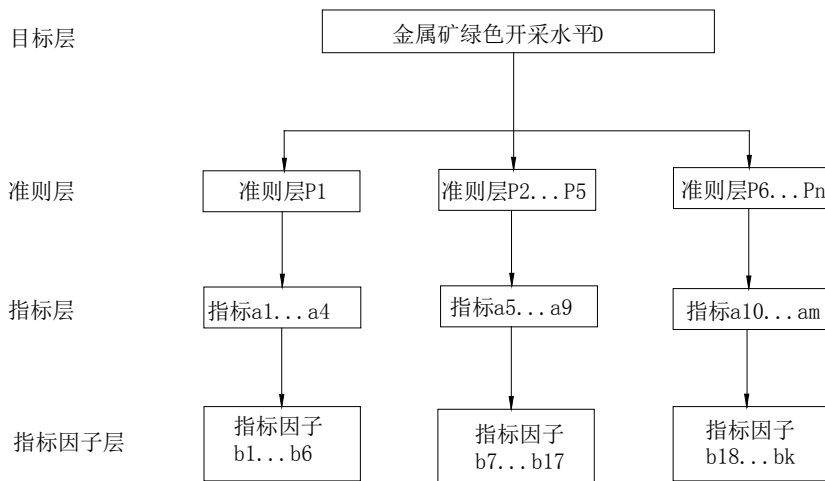 目标层
金属矿绿色开采水平D
准则层
准则层P1
准则层P2...P5
准则层P6...Pn
指标层
指标a1...a4
指标a5...a9
指标a10...am
指标因子层
指标因子
b1...b6
指标因子
b7...b17
指标因子
b18...bk